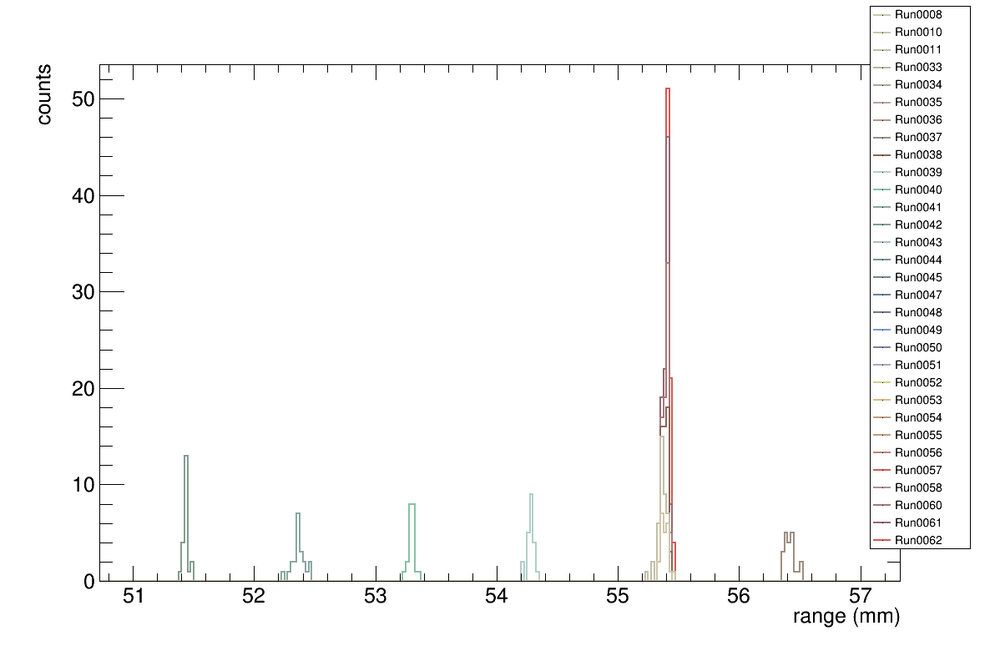 Run0008
Run0010
Run0011
Run0033
Run0034
Run0035
Run0036
Run0037
Run0038
Run0039
Run0040
Run0041
Run0042
Run0043
Run0044
Run0045
Run0047
Run0048
Run0049
Run0050
Run0051
Run0052
Run0053
Run0054
Run0055
Run0056
Run0057
Run0058
Run0060
Run0061
Run0062
counts
50
40
30
20
10
0
51 52 53 54 55 56 57
range (mm)